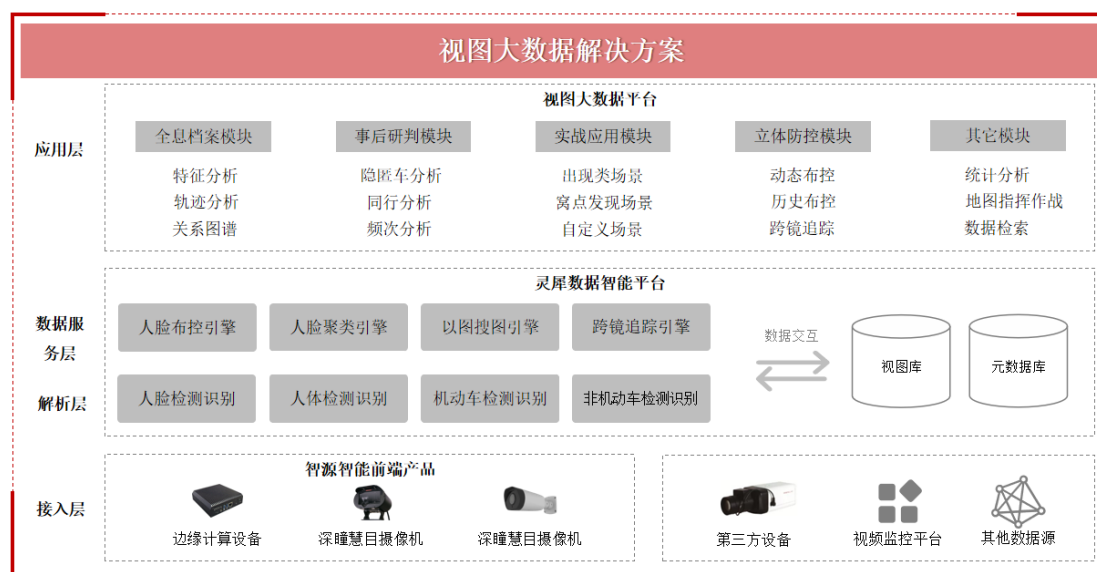 视图大数据解决方案
视图大数据平台
应用层
全息档案模块
事后研判模块
实战应用模块
立体防控模块
其它模块
特征分析
隐匿车分析
出现类场景
动态布控
统计分析
轨迹分析
同行分析
窝点发现场景
历史布控
地图指挥作战
关系图谱
频次分析
自定义场景
跨镜追踪
数据检索
灵犀数据智能平台
数据服
务层
人脸布控引擎
人脸聚类引擎
以图搜图引擎
跨镜追踪引擎
数据交互
视图库
元数据库
解析层
人脸检测识别
人体检测识别
机动车检测识别
非机动车检测识别
智源智能前端产品
接入层
边缘计算设备
深瞳慧目摄像机
深瞳慧目摄像机
第三方设备
视频监控平台
其他数据源